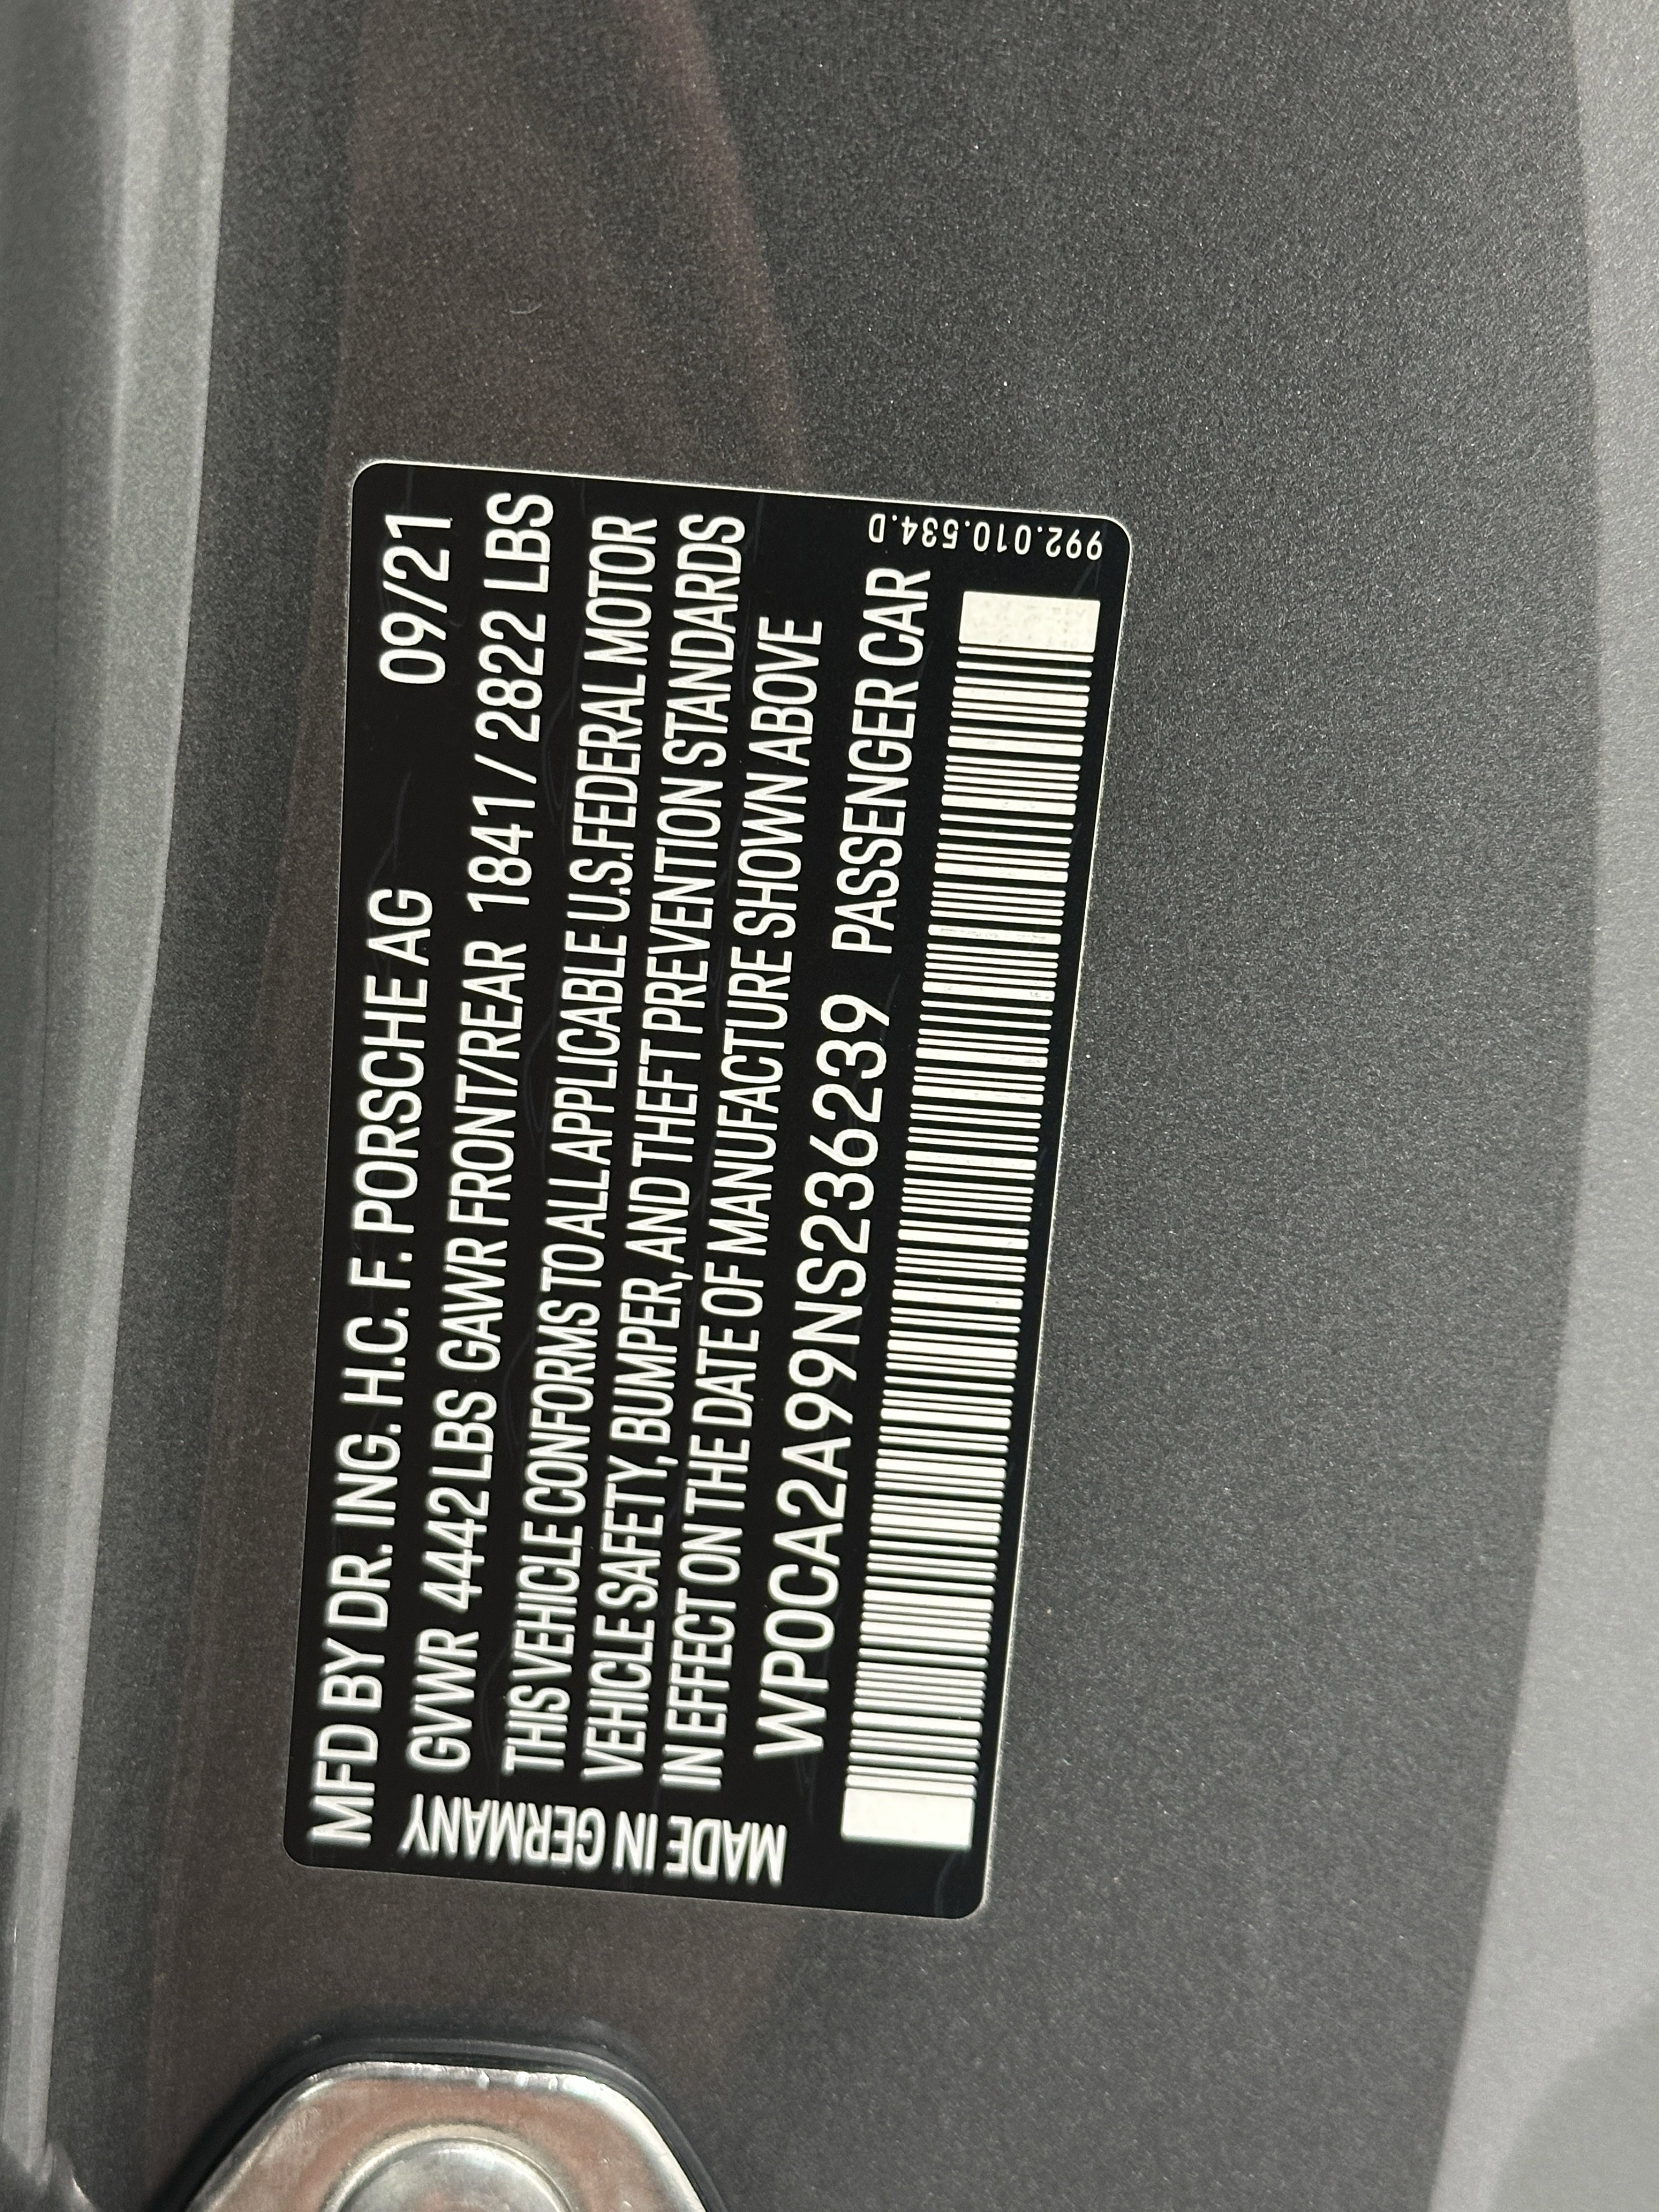 MFD BY DR. ING. H.C. F. PORSCHE AG 09/21
GVWR 4442 LBS GAWR FRONT/REAR 1841 / 2822 LBS
THIS VEHICLE CONFORMS TO ALL APPLICABLE U.S.FEDERAL MOTOR
VEHICLE SAFETY, BUMPER, AND THEFT PREVENTION STANDARDS
IN EFFECT ON THE DATE OF MANUFACTURE SHOWN ABOVE
WP0CA2A99NS236239 PASSENGER CAR
MADE IN GERMANY
992.010.534.D